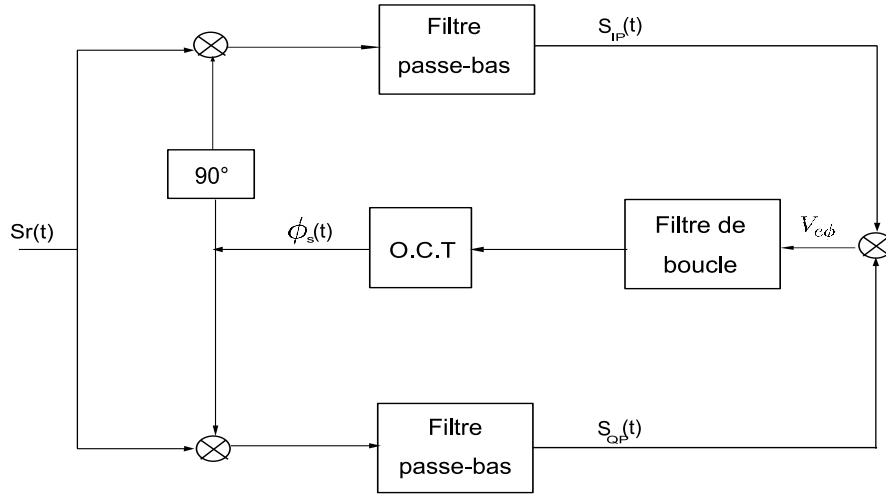 Filtre
passe-bas
S_IP(t)
90°
Sr(t)
ϕ_s(t)
O.C.T
Filtre de
boucle
V_eϕ
Filtre
passe-bas
S_QP(t)